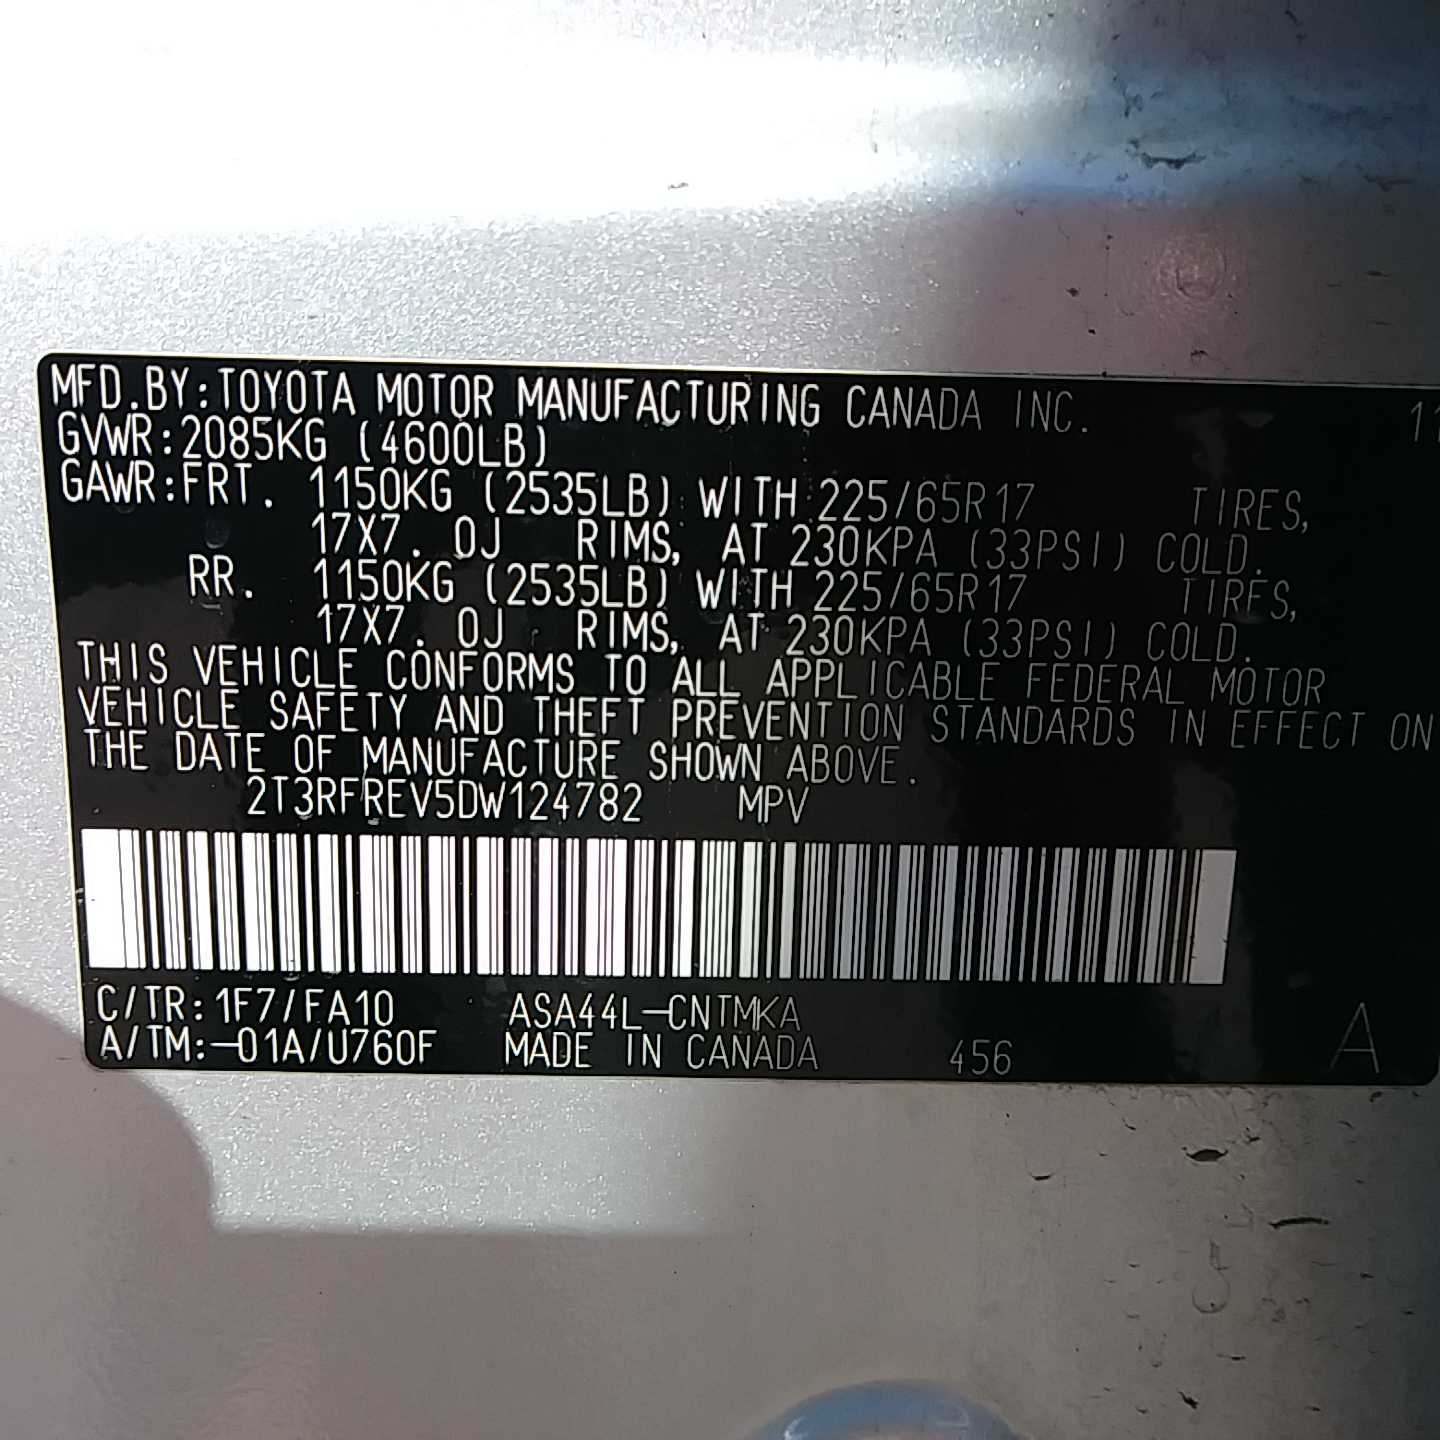 MFD.BY:TOYOTA MOTOR MANUFACTURING CANADA INC. 11
GVWR:2085KG (4600LB)
GAWR:FRT. 1150KG (2535LB) WITH 225/65R17 TIRES,
17X7.0J RIMS, AT 230KPA (33PSI) COLD.
RR. 1150KG (2535LB) WITH 225/65R17 TIRES,
17X7.0J RIMS, AT 230KPA (33PSI) COLD.
THIS VEHICLE CONFORMS TO ALL APPLICABLE FEDERAL MOTOR
VEHICLE SAFETY AND THEFT PREVENTION STANDARDS IN EFFECT ON
THE DATE OF MANUFACTURE SHOWN ABOVE.
2T3RFREV5DW124782 MPV
C/TR:1F7/FA10 ASA44L-CNTMKA
A/TM:-01A/U760F MADE IN CANADA 456 A